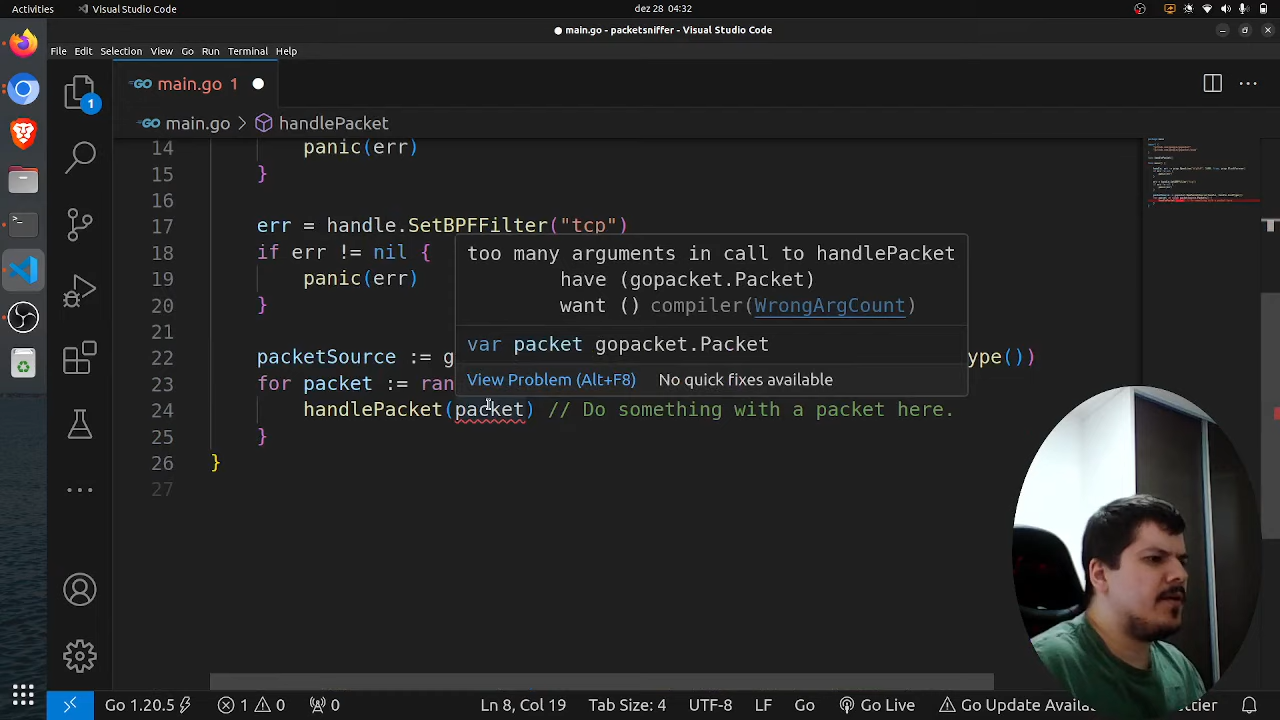 Activities
Visual Studio Code
dez 28 04:32
main.go - packetsniffer - Visual Studio Code
File Edit Selection View Go Run Terminal Help
GO main.go 1
GO main.go > handlePacket
14 panic(err)
15 }
16
17 err = handle.SetBPFFilter("tcp")
18 if err != nil {
19 panic(err)
20 }
21
22 packetSource := g ype())
23 for packet := ran
24 handlePacket(packet) // Do something with a packet here.
25 }
26 }
27
too many arguments in call to handlePacket
have (gopacket.Packet)
want () compiler(WrongArgCount)
var packet gopacket.Packet
View Problem (Alt+F8) No quick fixes available
1
Go 1.20.5 1 0 0 Ln 8, Col 19 Tab Size: 4 UTF-8 LF Go Go Live Go Update Availa ttier